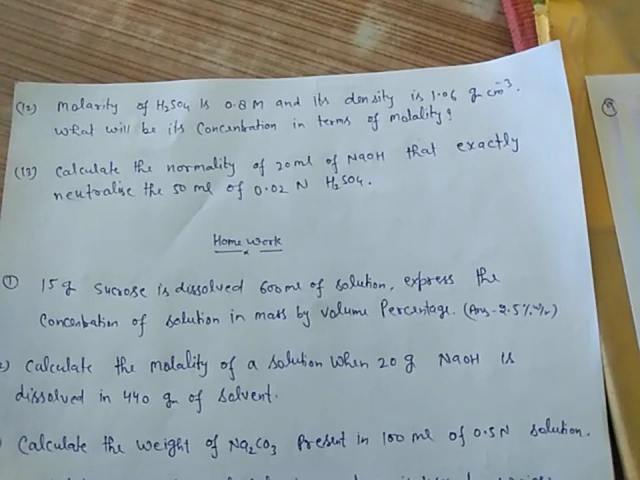 (12) Molarity of H₂SO₄ is 0.8 M and its density is 1.06 g cm⁻³.
What will be its Concentration in terms of molality?
(13) Calculate the normality of 20 ml of NaOH that exactly
neutralise the 50 ml of 0.02 N H₂SO₄.
Home Work
① 15 g Sucrose is dissolved 600 ml of solution, express the
Concentration of solution in mass by volume Percentage. (Ans - 2.5% w/v)
2) Calculate the molality of a solution when 20 g NaOH is
dissolved in 440 gm of solvent.
) Calculate the weight of Na₂CO₃ Present in 100 ml of 0.5 N solution.